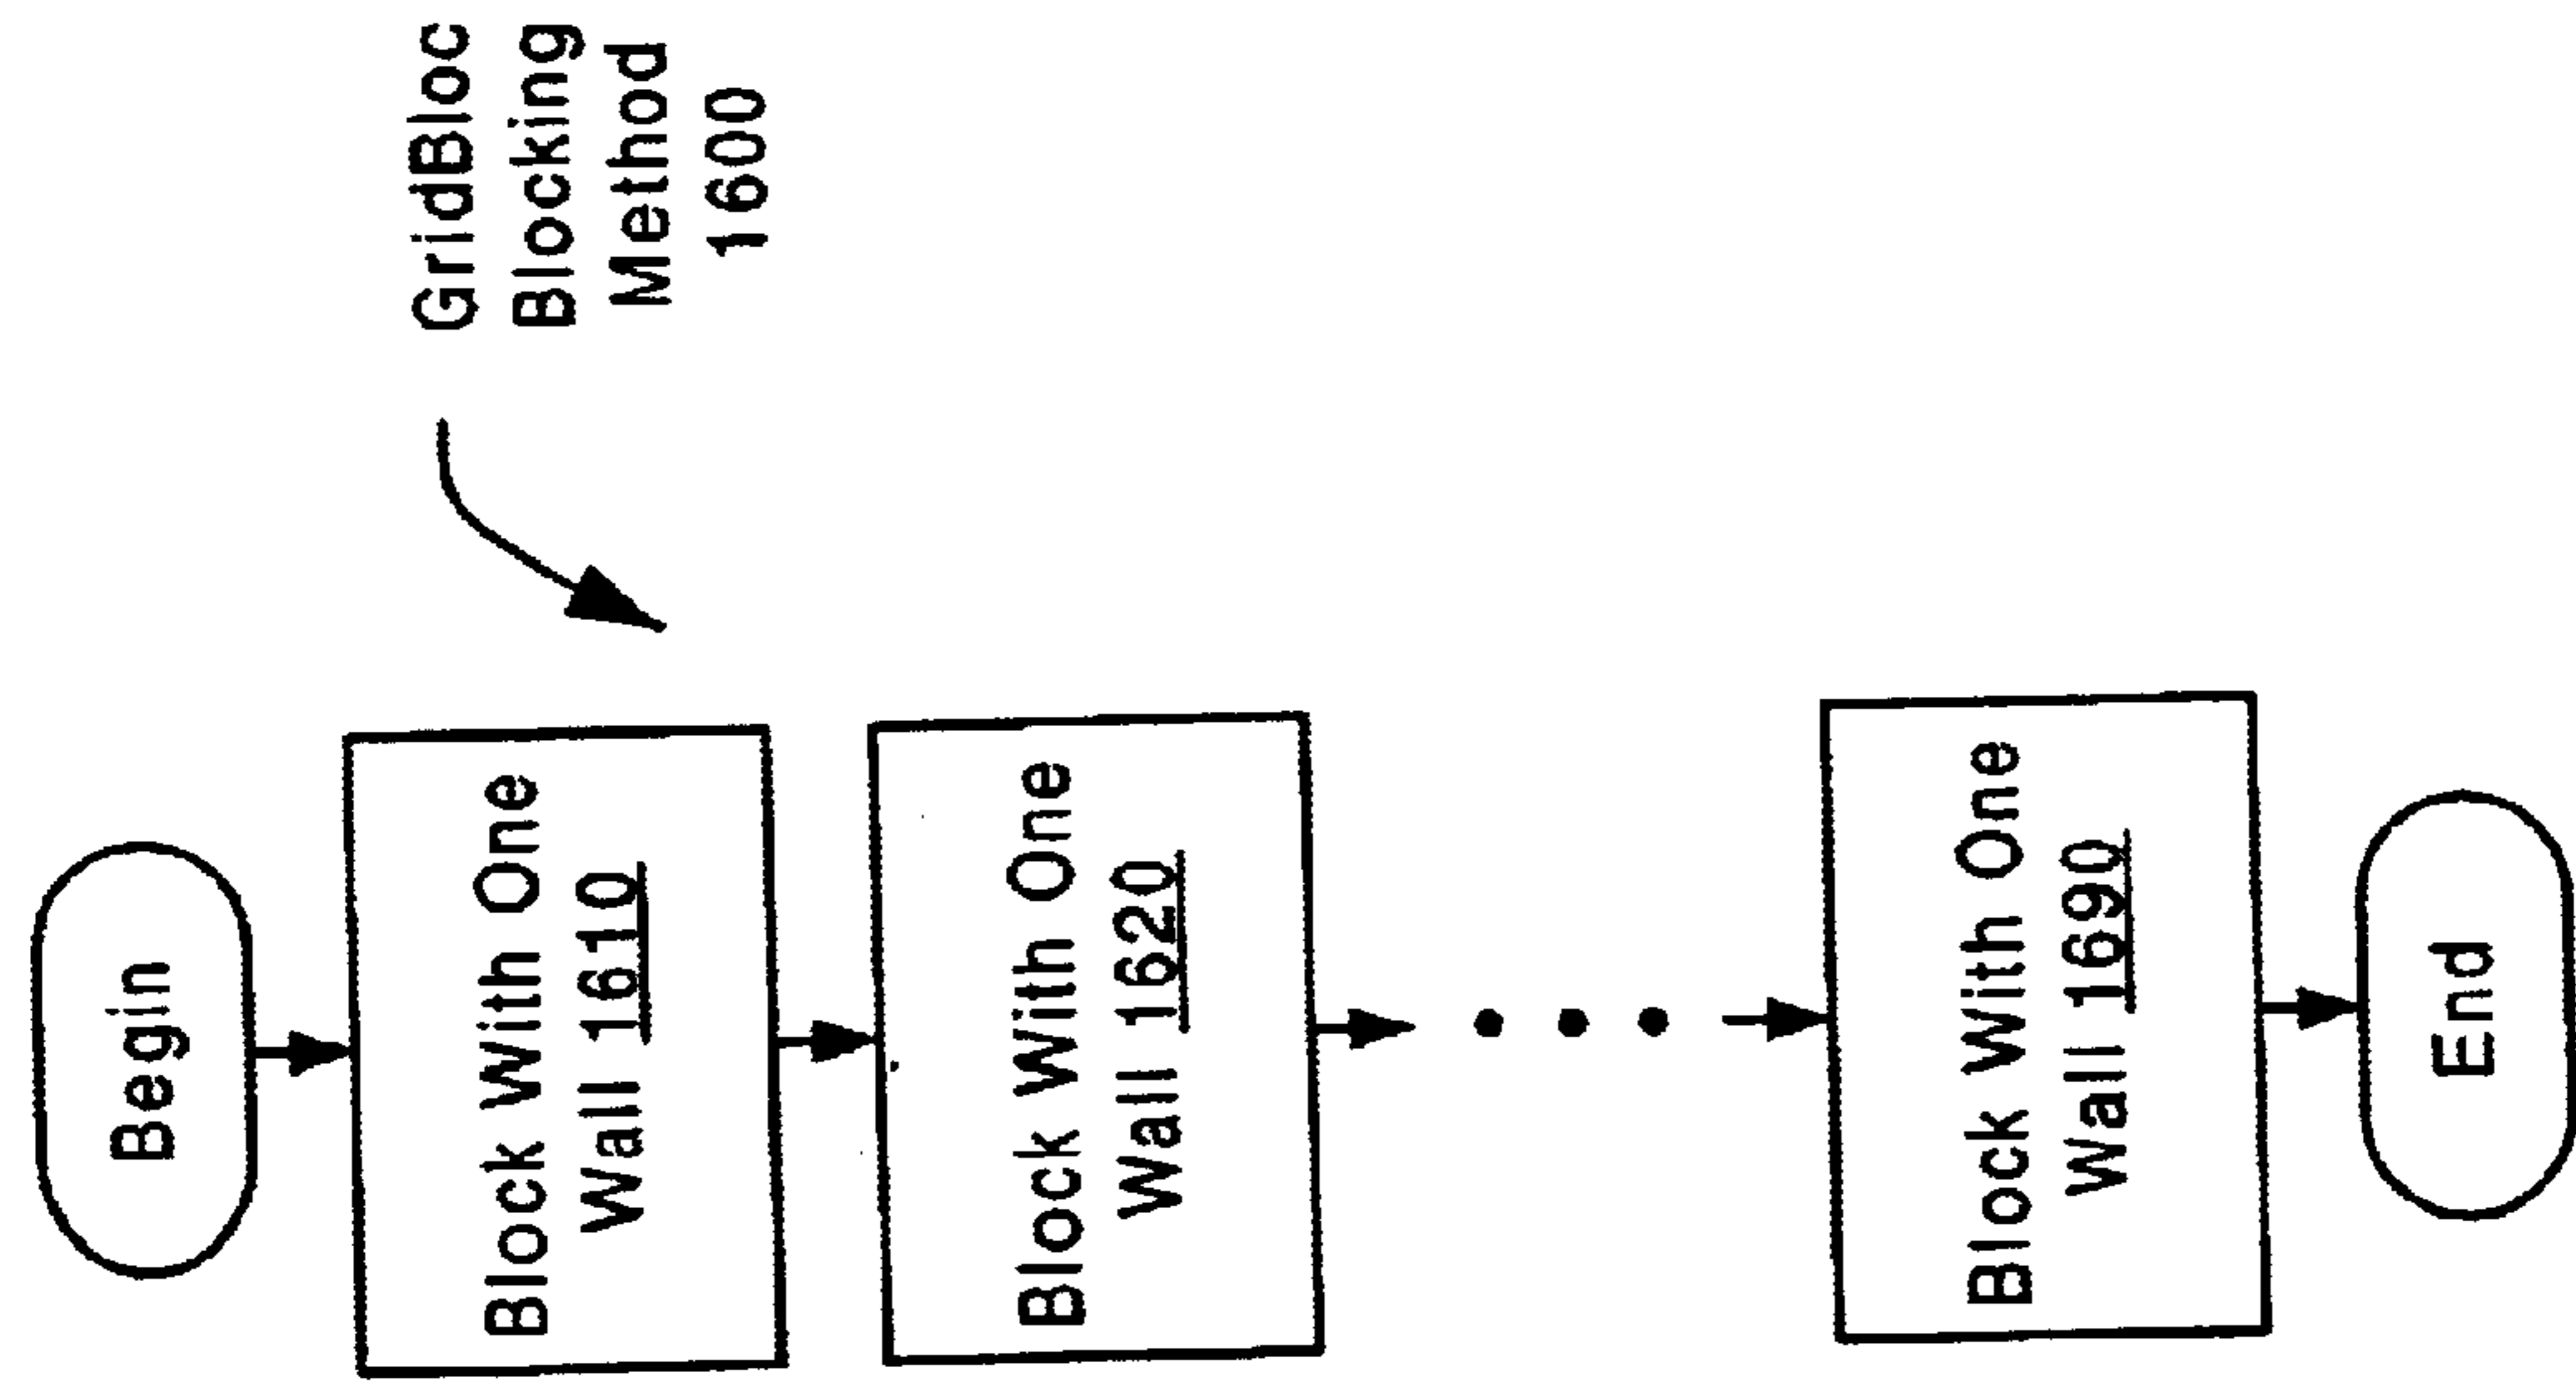 GridBloc
Blocking
Method
1600
Begin
Block With One
Wall 1610
Block With One
Wall 1620
Block With One
Wall 1690
End